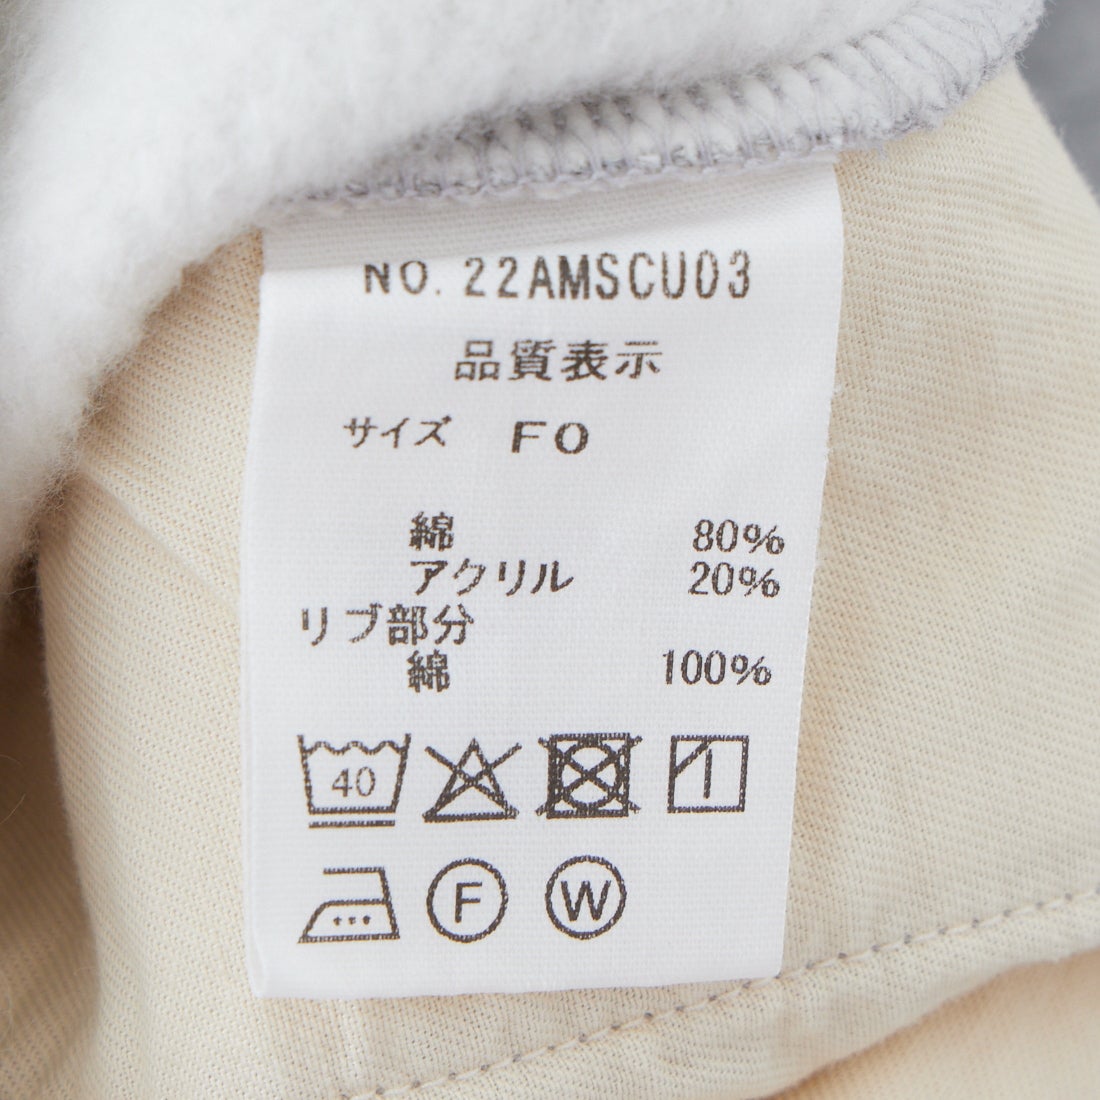 NO. 22AMSCU03
品質表示
サイズ FO
綿 80%
アクリル 20%
リブ部分
綿 100%
40
F W